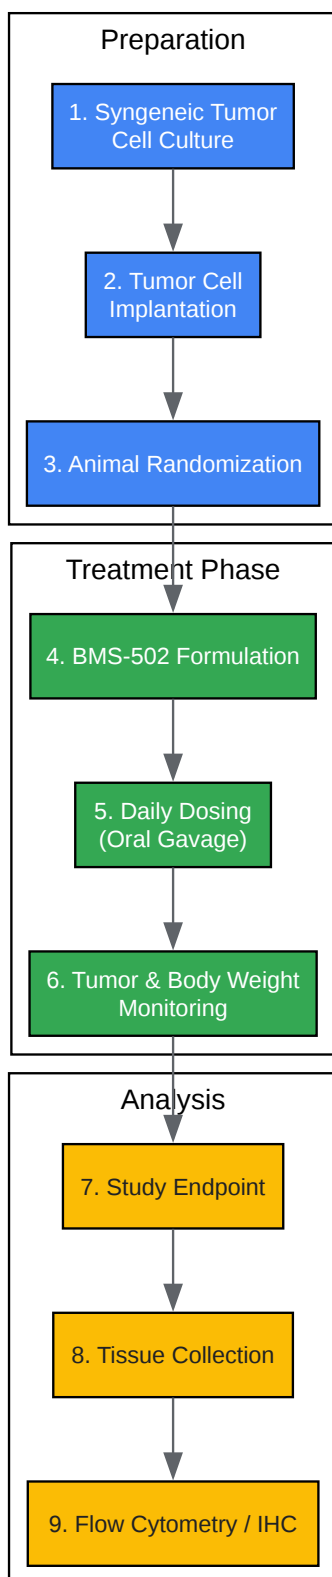 Preparation
1. Syngeneic Tumor
Cell Culture
2. Tumor Cell
Implantation
3. Animal Randomization
Treatment Phase
4. BMS-502 Formulation
5. Daily Dosing
(Oral Gavage)
6. Tumor & Body Weight
Monitoring
Analysis
7. Study Endpoint
8. Tissue Collection
9. Flow Cytometry / IHC